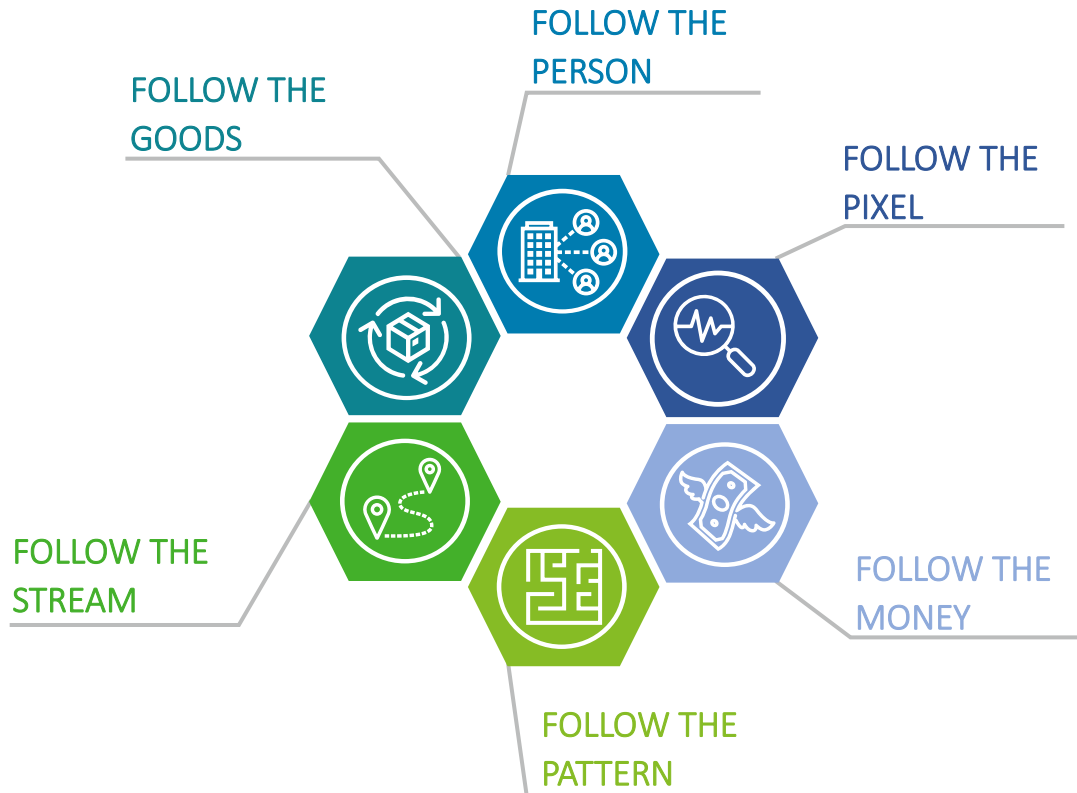 FOLLOW THE
PERSON
FOLLOW THE
GOODS
FOLLOW THE
PIXEL
FOLLOW THE
STREAM
FOLLOW THE
MONEY
FOLLOW THE
PATTERN